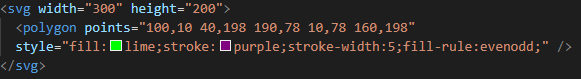 <svg width="300" height="200">
<polygon points="100,10 40,198 190,78 10,78 160,198"
style="fill:lime;stroke:purple;stroke-width:5;fill-rule:evenodd;" />
</svg>